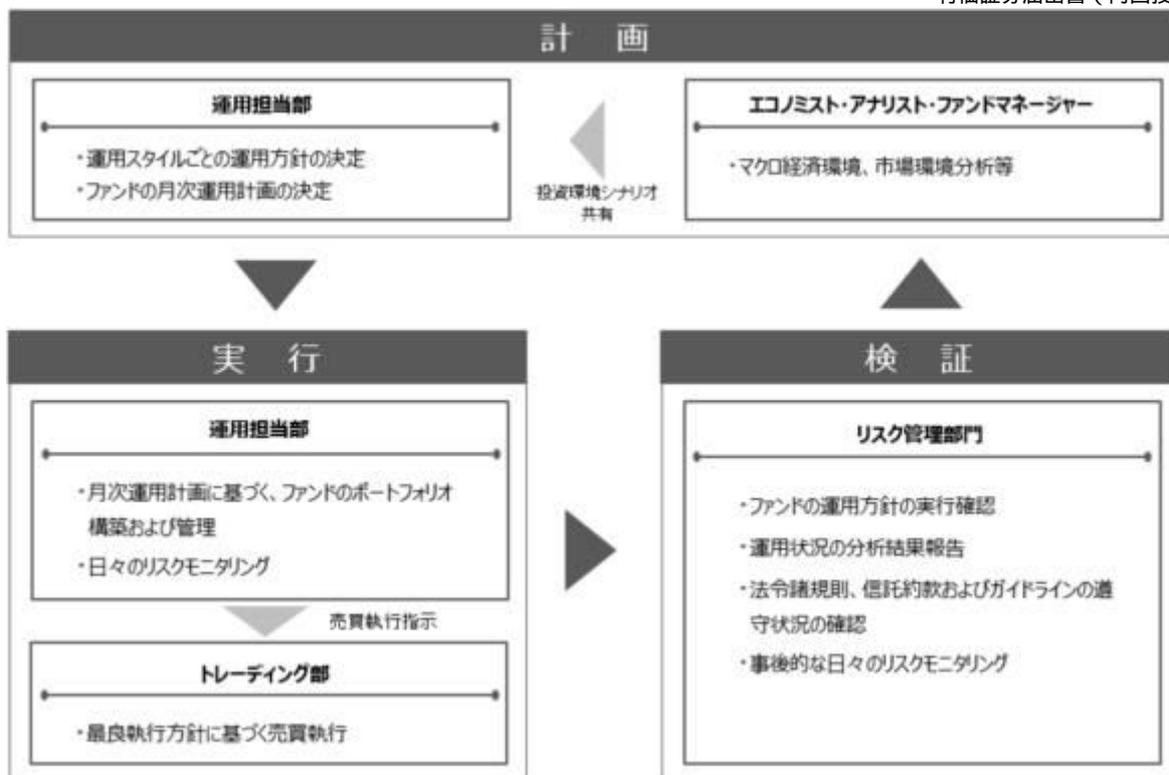 計 画
運用担当部
・運用スタイルごとの運用方針の決定
・ファンドの月次運用計画の決定
投資環境シナリオ
共有
エコノミスト・アナリスト・ファンドマネージャー
・マクロ経済環境、市場環境分析等
実 行
運用担当部
・月次運用計画に基づく、ファンドのポートフォリオ
構築および管理
・日々のリスクモニタリング
売買執行指示
トレーディング部
・最良執行方針に基づく売買執行
検 証
リスク管理部門
・ファンドの運用方針の実行確認
・運用状況の分析結果報告
・法令諸規則、信託約款およびガイドラインの遵
守状況の確認
・事後的な日々のリスクモニタリング